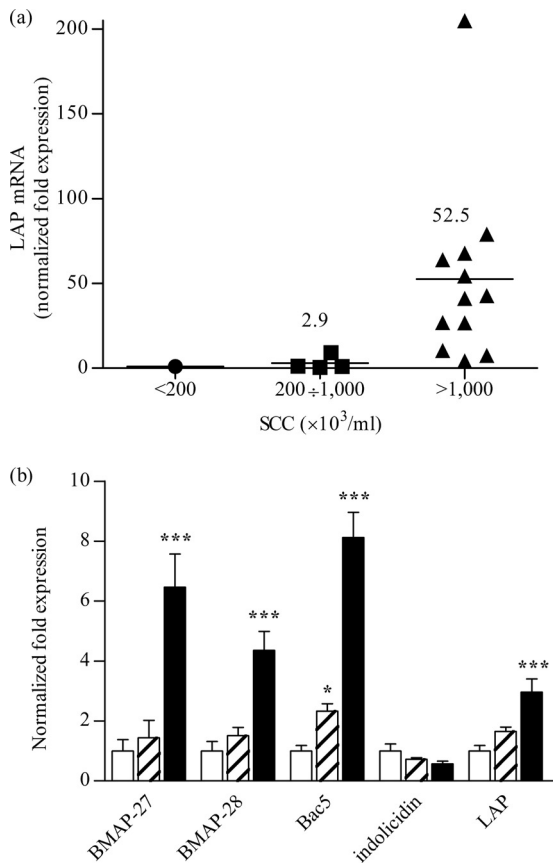 (a)
LAP mRNA
(normalized fold expression)
200
150
100
50
0
2.9
52.5
<200
200÷1,000
>1,000
SCC (×10³/ml)
(b)
Normalized fold expression
10
8
6
4
2
0
***
***
*
***
***
BMAP-27
BMAP-28
Bac5
indolicidin
LAP